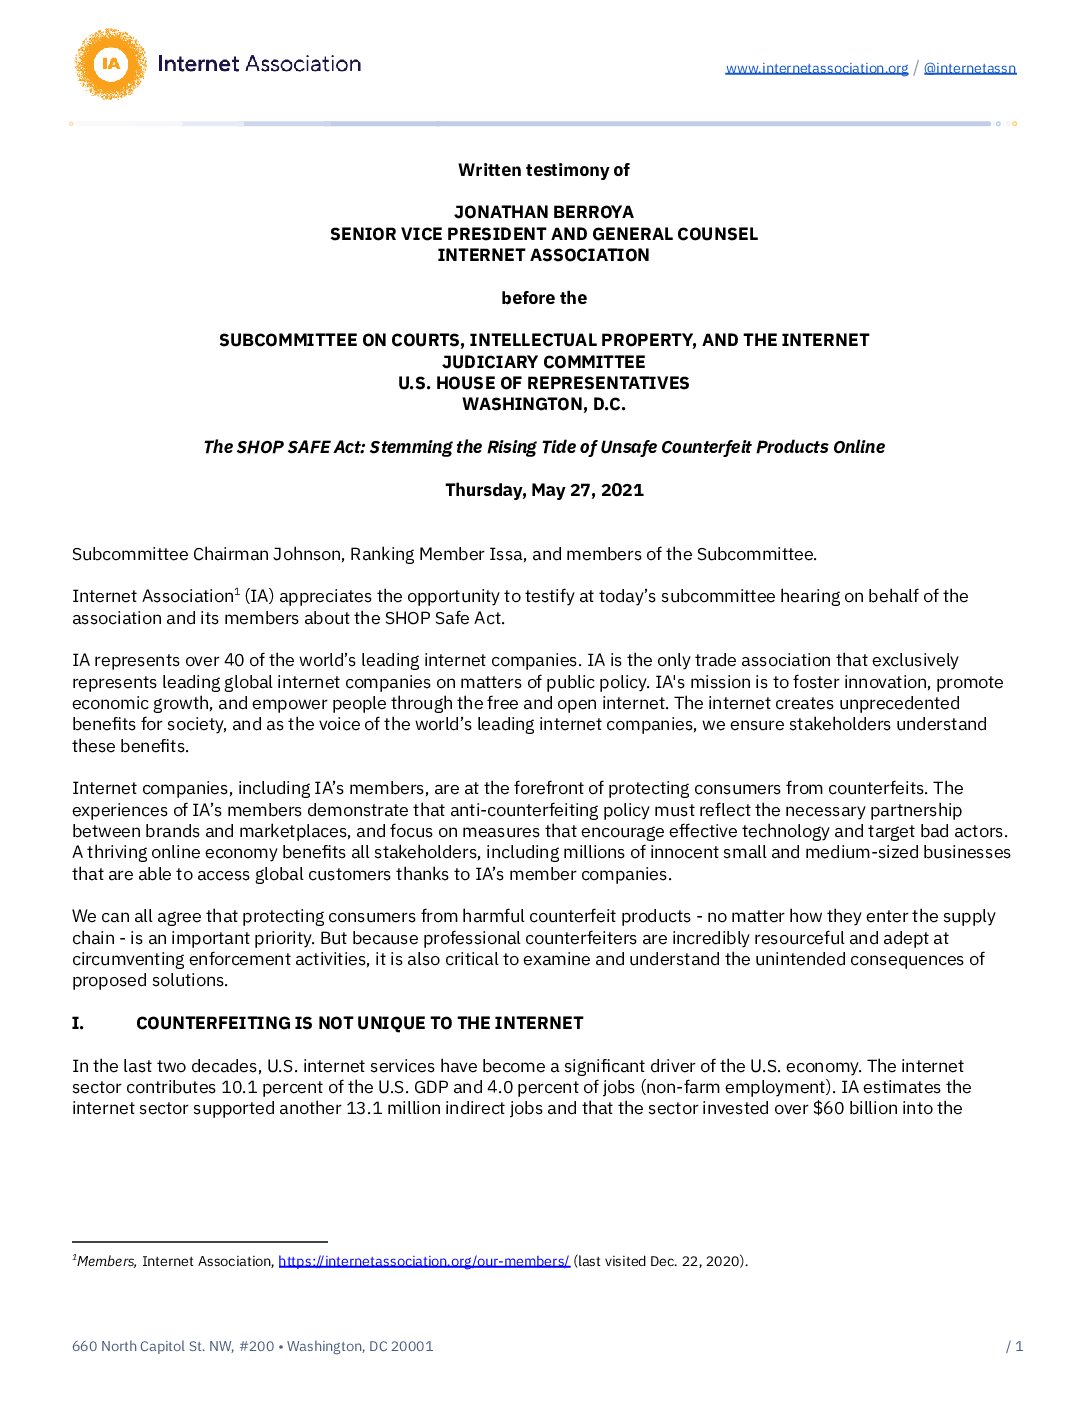 IA Internet Association
www.internetassociation.org / @internetassn
Written testimony of
JONATHAN BERROYA
SENIOR VICE PRESIDENT AND GENERAL COUNSEL
INTERNET ASSOCIATION
before the
SUBCOMMITTEE ON COURTS, INTELLECTUAL PROPERTY, AND THE INTERNET
JUDICIARY COMMITTEE
U.S. HOUSE OF REPRESENTATIVES
WASHINGTON, D.C.
The SHOP SAFE Act: Stemming the Rising Tide of Unsafe Counterfeit Products Online
Thursday, May 27, 2021
Subcommittee Chairman Johnson, Ranking Member Issa, and members of the Subcommittee.
Internet Association1 (IA) appreciates the opportunity to testify at today’s subcommittee hearing on behalf of the
association and its members about the SHOP Safe Act.
IA represents over 40 of the world’s leading internet companies. IA is the only trade association that exclusively
represents leading global internet companies on matters of public policy. IA's mission is to foster innovation, promote
economic growth, and empower people through the free and open internet. The internet creates unprecedented
benefits for society, and as the voice of the world’s leading internet companies, we ensure stakeholders understand
these benefits.
Internet companies, including IA’s members, are at the forefront of protecting consumers from counterfeits. The
experiences of IA’s members demonstrate that anti-counterfeiting policy must reflect the necessary partnership
between brands and marketplaces, and focus on measures that encourage effective technology and target bad actors.
A thriving online economy benefits all stakeholders, including millions of innocent small and medium-sized businesses
that are able to access global customers thanks to IA’s member companies.
We can all agree that protecting consumers from harmful counterfeit products - no matter how they enter the supply
chain - is an important priority. But because professional counterfeiters are incredibly resourceful and adept at
circumventing enforcement activities, it is also critical to examine and understand the unintended consequences of
proposed solutions.
I. COUNTERFEITING IS NOT UNIQUE TO THE INTERNET
In the last two decades, U.S. internet services have become a significant driver of the U.S. economy. The internet
sector contributes 10.1 percent of the U.S. GDP and 4.0 percent of jobs (non-farm employment). IA estimates the
internet sector supported another 13.1 million indirect jobs and that the sector invested over $60 billion into the
1Members, Internet Association, https://internetassociation.org/our-members/ (last visited Dec. 22, 2020).
660 North Capitol St. NW, #200 • Washington, DC 20001 / 1